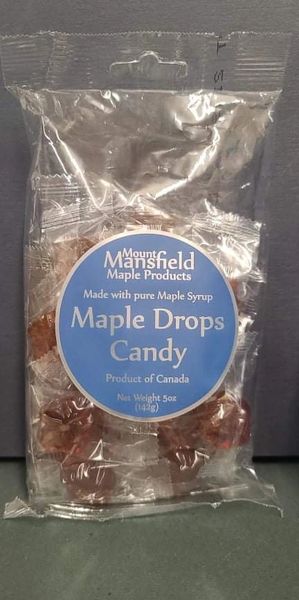 Mount
Mansfield
Maple Products
Made with pure Maple Syrup
Maple Drops
Candy
Product of Canada
Net Weight 5oz
(142g)